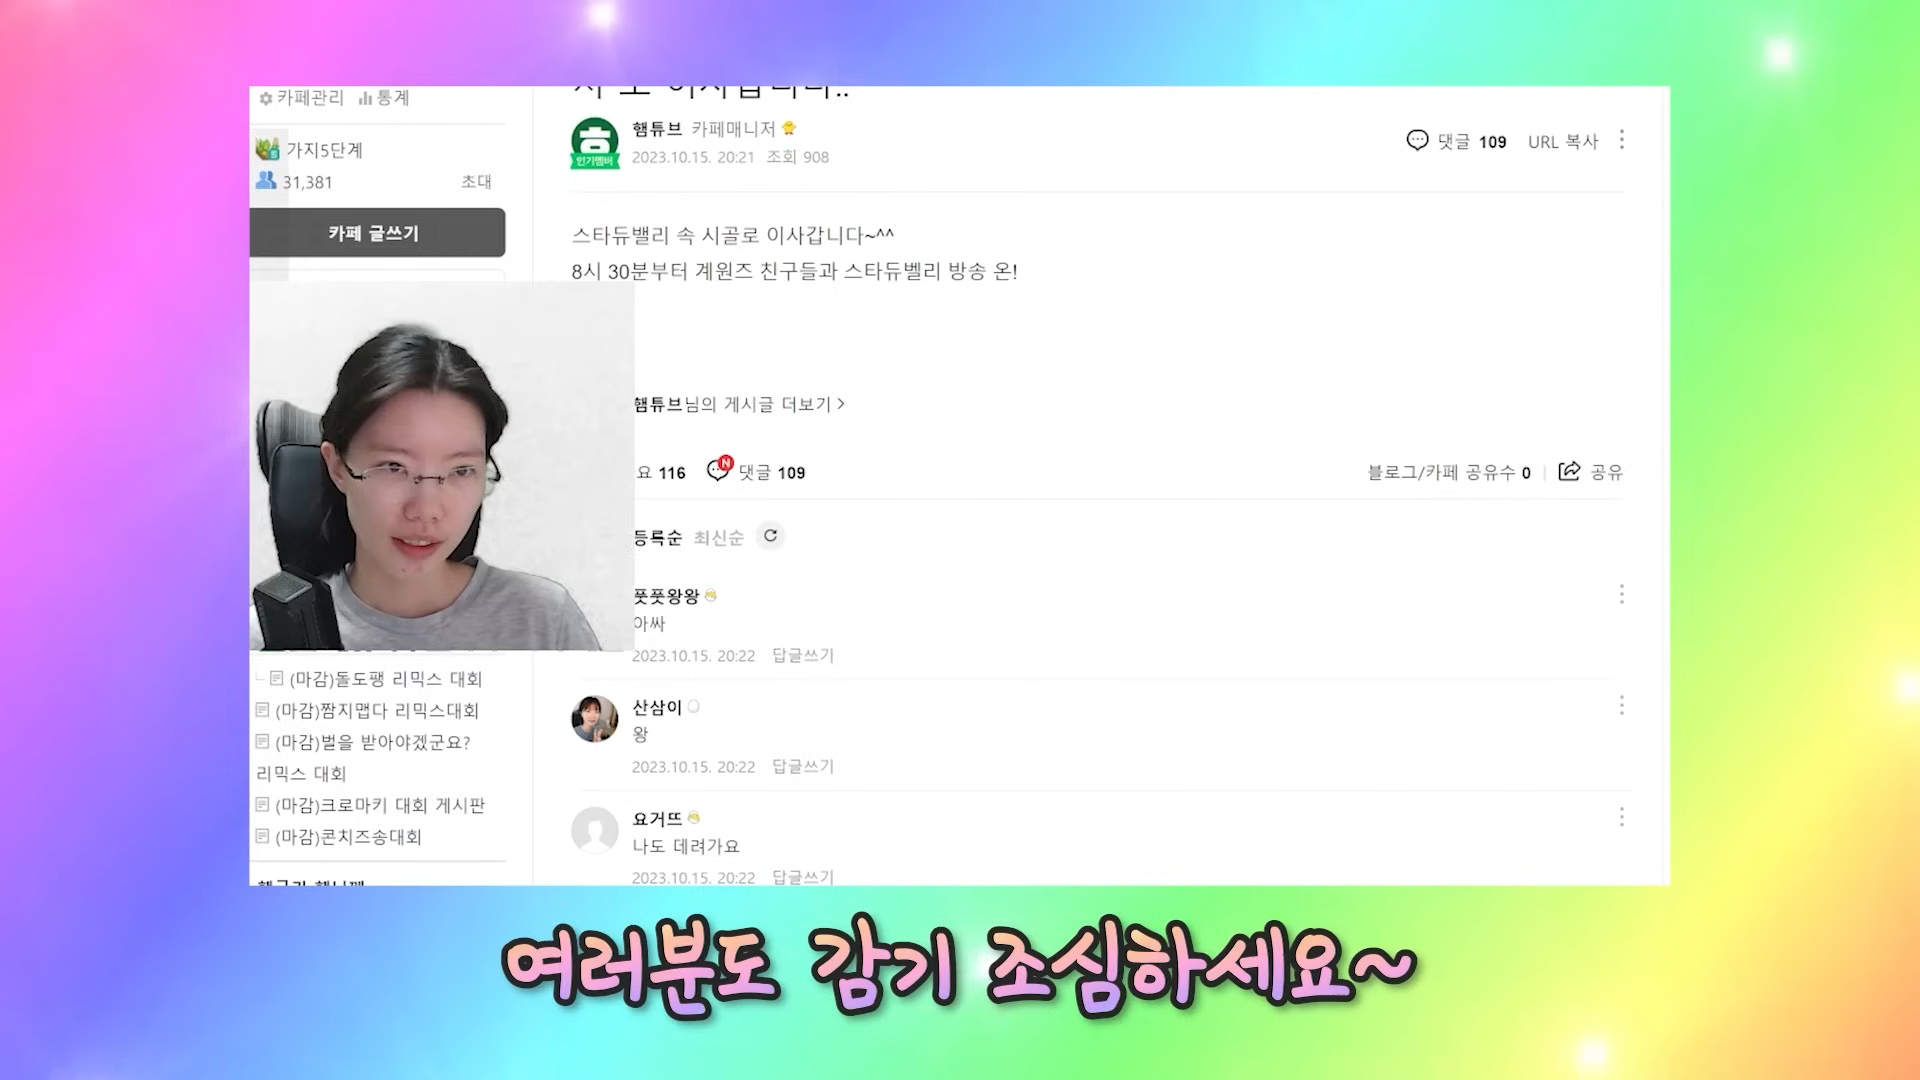 카페관리 통계
가지5단계
31,381 초대
카페 글쓰기
햄튜브 카페매니저
인기멤버
2023.10.15. 20:21 조회 908
댓글 109 URL 복사
스타듀밸리 속 시골로 이사갑니다~^^
8시 30분부터 계원즈 친구들과 스타듀벨리 방송 온!
햄튜브님의 게시글 더보기 >
요 116 댓글 109
블로그/카페 공유수 0 공유
등록순 최신순
풋풋왕왕
아싸
2023.10.15. 20:22 답글쓰기
산삼이
왕
2023.10.15. 20:22 답글쓰기
요거뜨
나도 데려가요
2023.10.15. 20:22 답글쓰기
(마감)돌도팽 리믹스 대회
(마감)짬지맵다 리믹스대회
(마감)벌을 받아야겠군요?
리믹스 대회
(마감)크로마키 대회 게시판
(마감)콘치즈송대회
여러분도 감기 조심하세요~